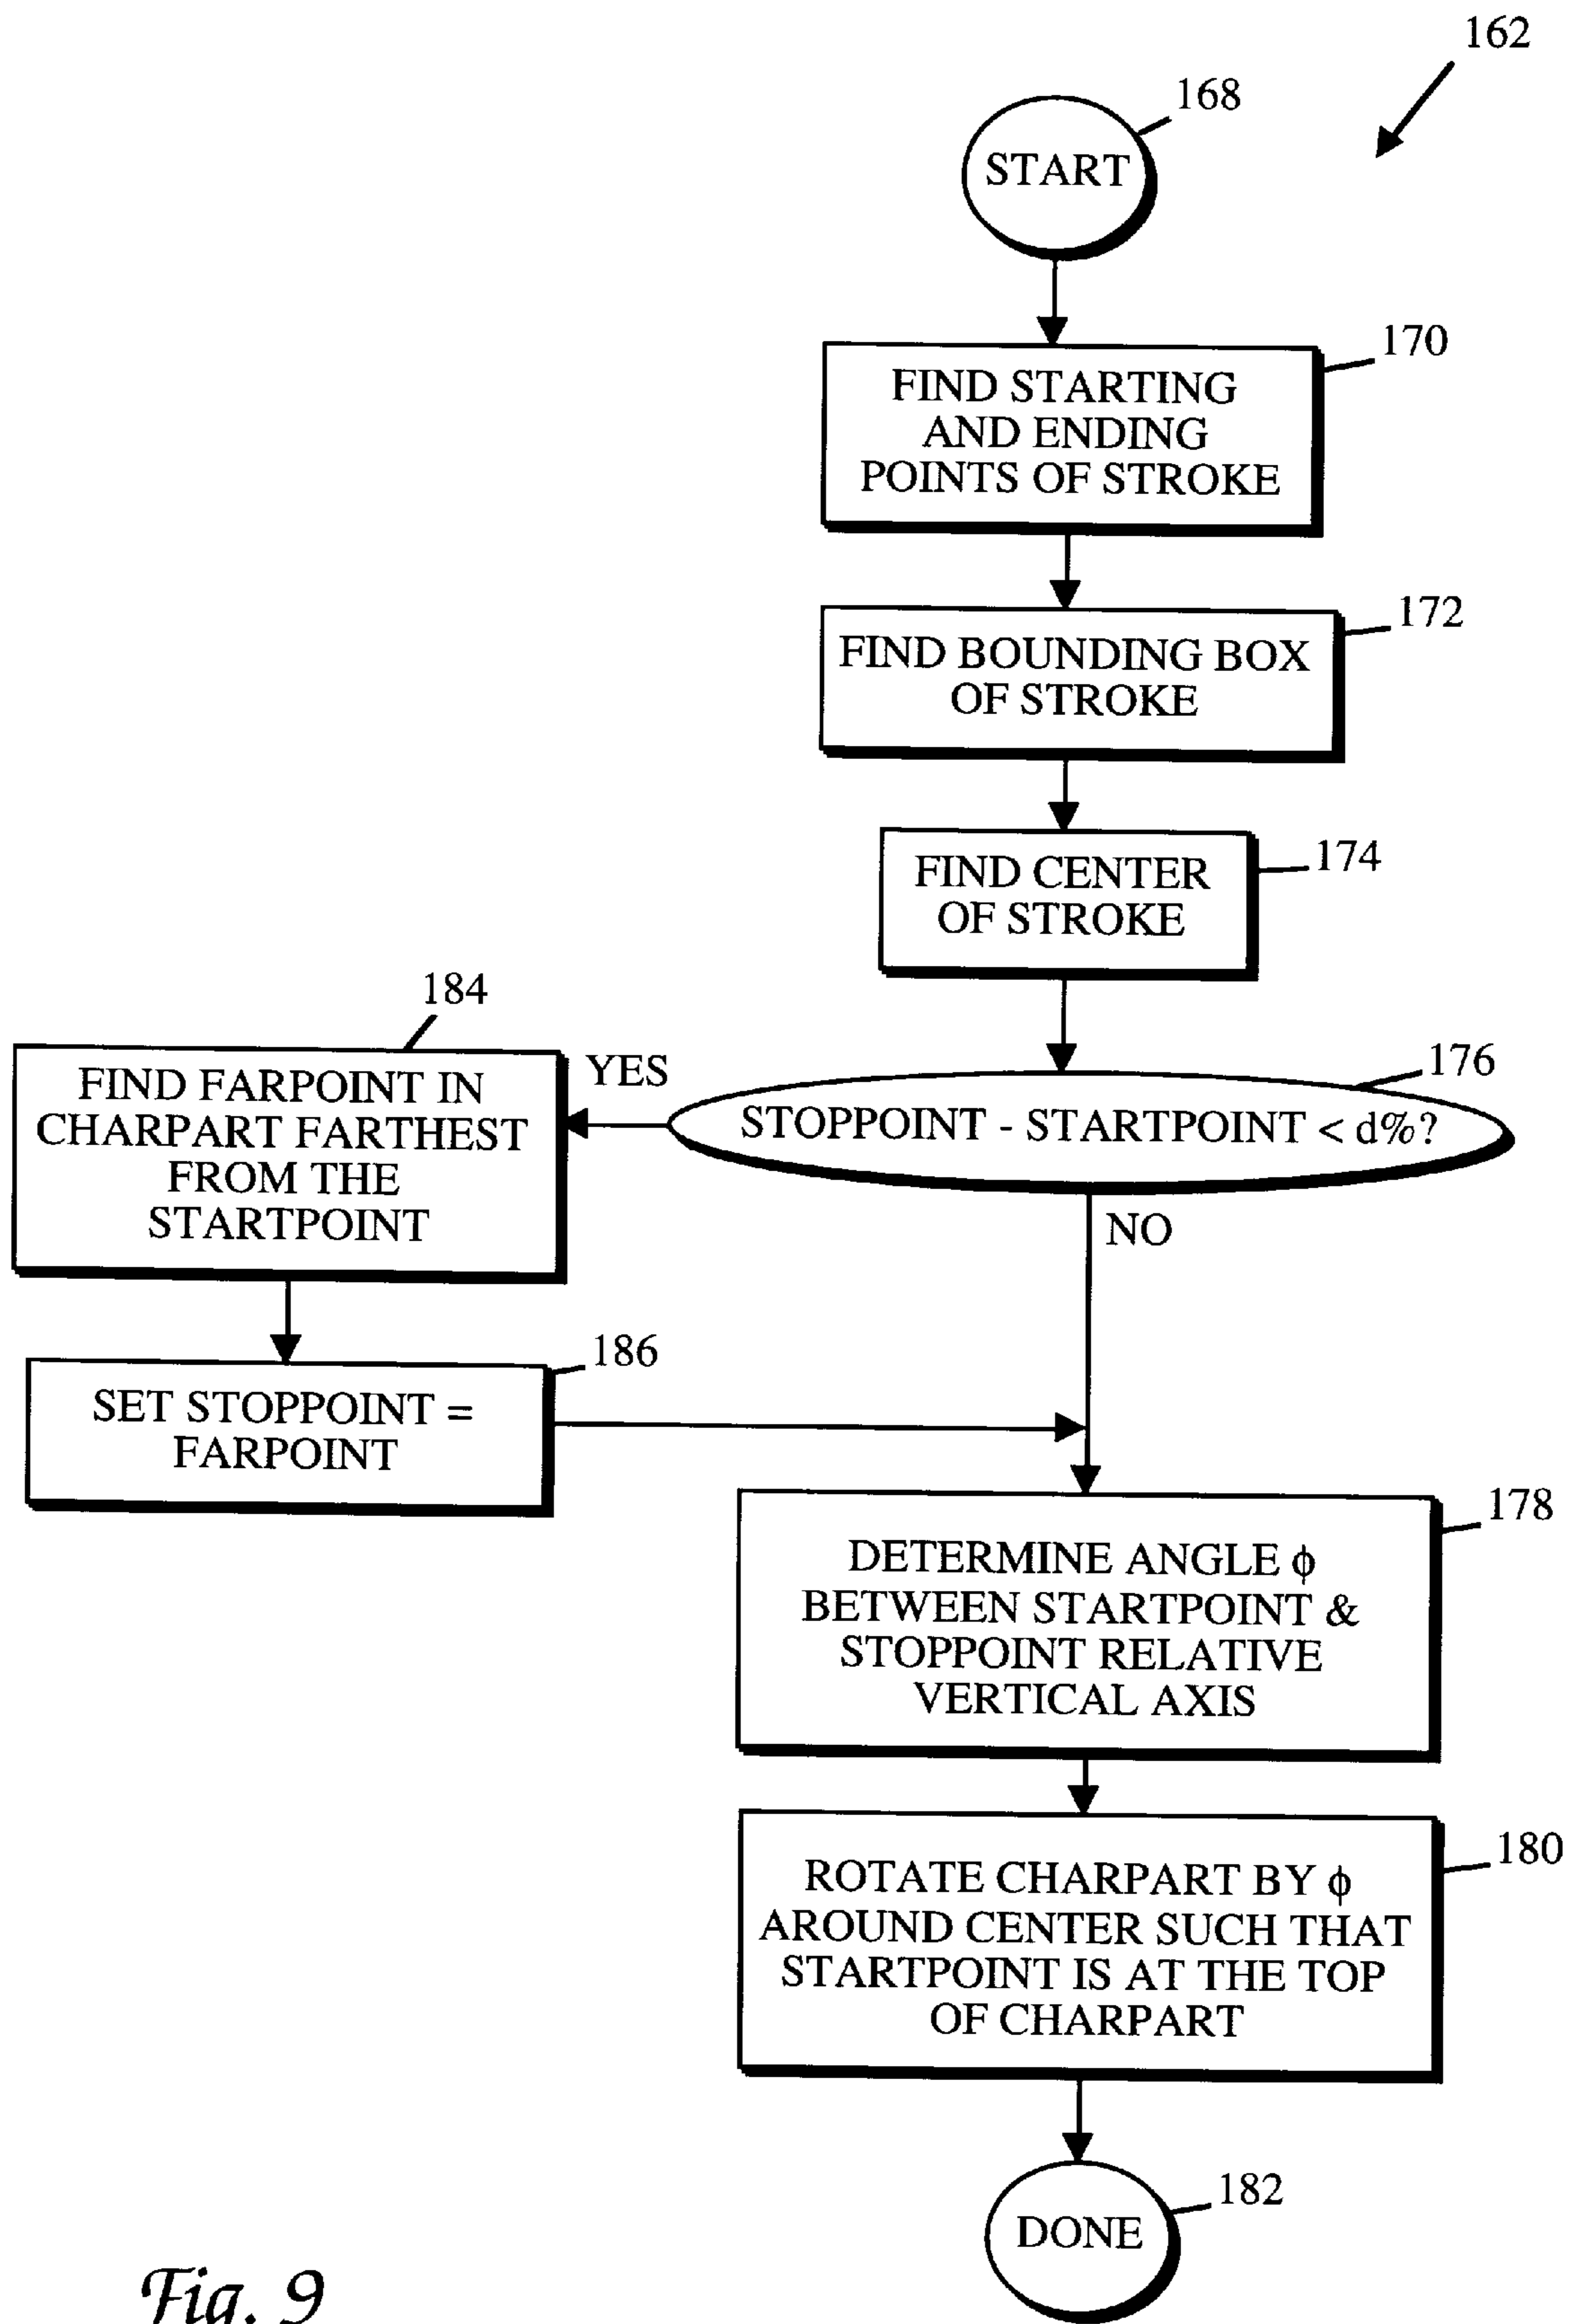 162
168
START
170
FIND STARTING
AND ENDING
POINTS OF STROKE
172
FIND BOUNDING BOX
OF STROKE
174
FIND CENTER
OF STROKE
184
FIND FARPOINT IN
CHARPART FARTHEST
FROM THE
STARTPOINT
YES
176
STOPPOINT - STARTPOINT < d%?
NO
186
SET STOPPOINT =
FARPOINT
178
DETERMINE ANGLE ϕ
BETWEEN STARTPOINT &
STOPPOINT RELATIVE
VERTICAL AXIS
180
ROTATE CHARPART BY ϕ
AROUND CENTER SUCH THAT
STARTPOINT IS AT THE TOP
OF CHARPART
182
DONE
Fig. 9